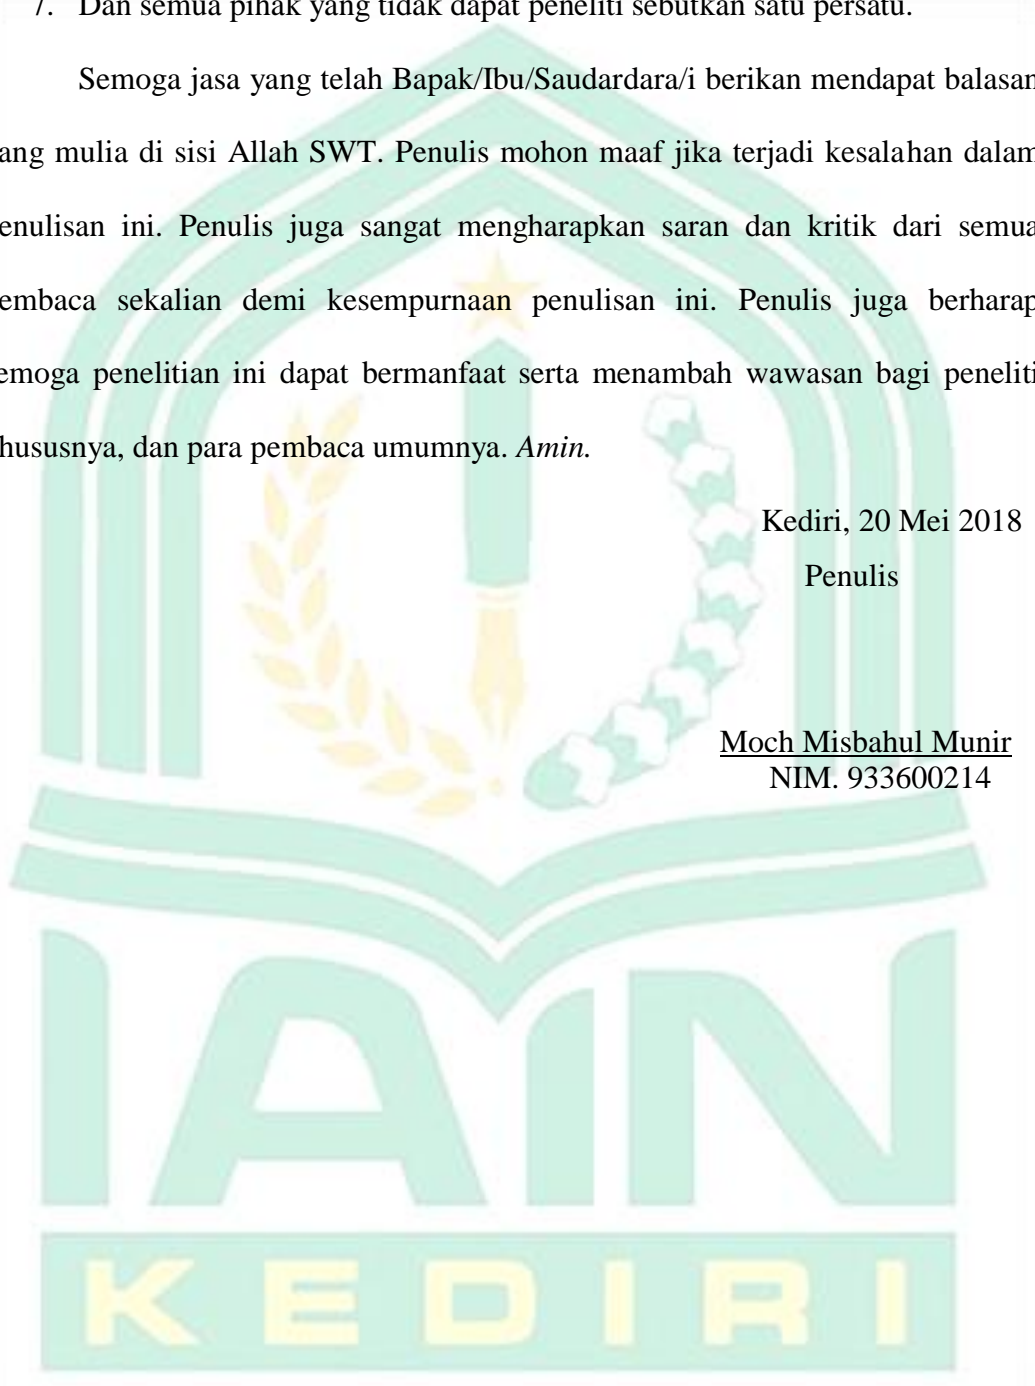 7. Dan semua pihak yang tidak dapat peneliti sebutkan satu persatu.
Semoga jasa yang telah Bapak/Ibu/Saudardara/i berikan mendapat balasan
ang mulia di sisi Allah SWT. Penulis mohon maaf jika terjadi kesalahan dalam
enulisan ini. Penulis juga sangat mengharapkan saran dan kritik dari semua
embaca sekalian demi kesempurnaan penulisan ini. Penulis juga berharap
emoga penelitian ini dapat bermanfaat serta menambah wawasan bagi peneliti
hususnya, dan para pembaca umumnya. Amin.
Kediri, 20 Mei 2018
Penulis
Moch Misbahul Munir
NIM. 933600214
IAIN
KEDIRI